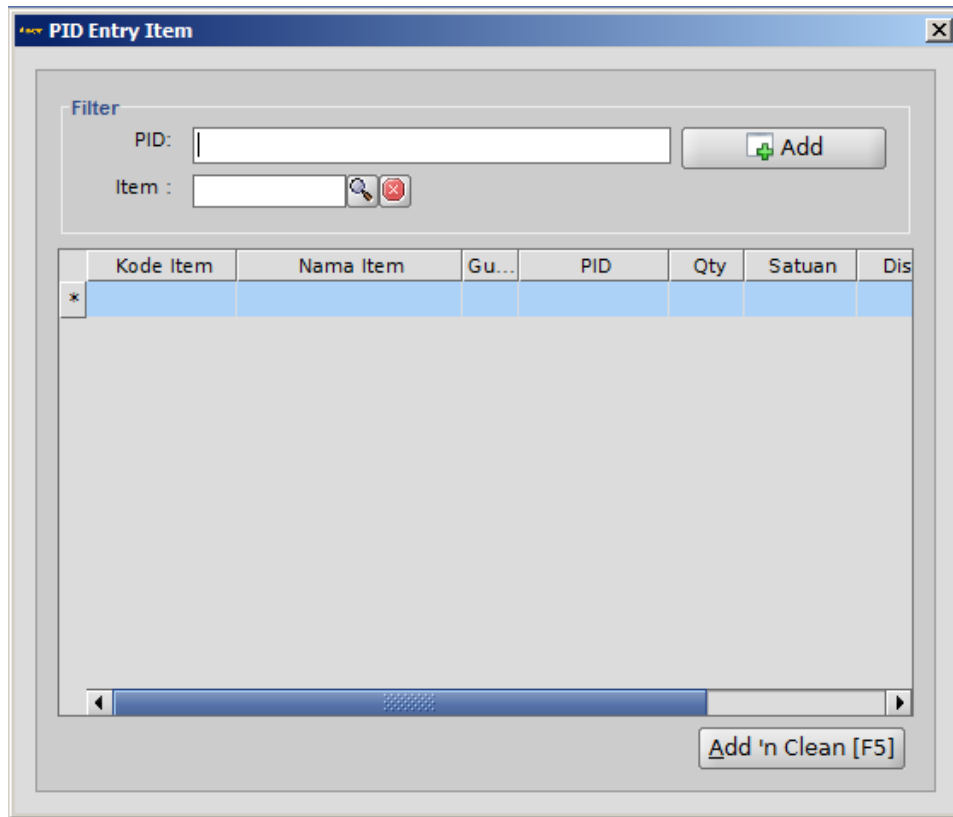 PID Entry Item
Filter
PID:
Add
Item :
Kode Item Nama Item Gu... PID Qty Satuan Dis
*
Add 'n Clean [F5]